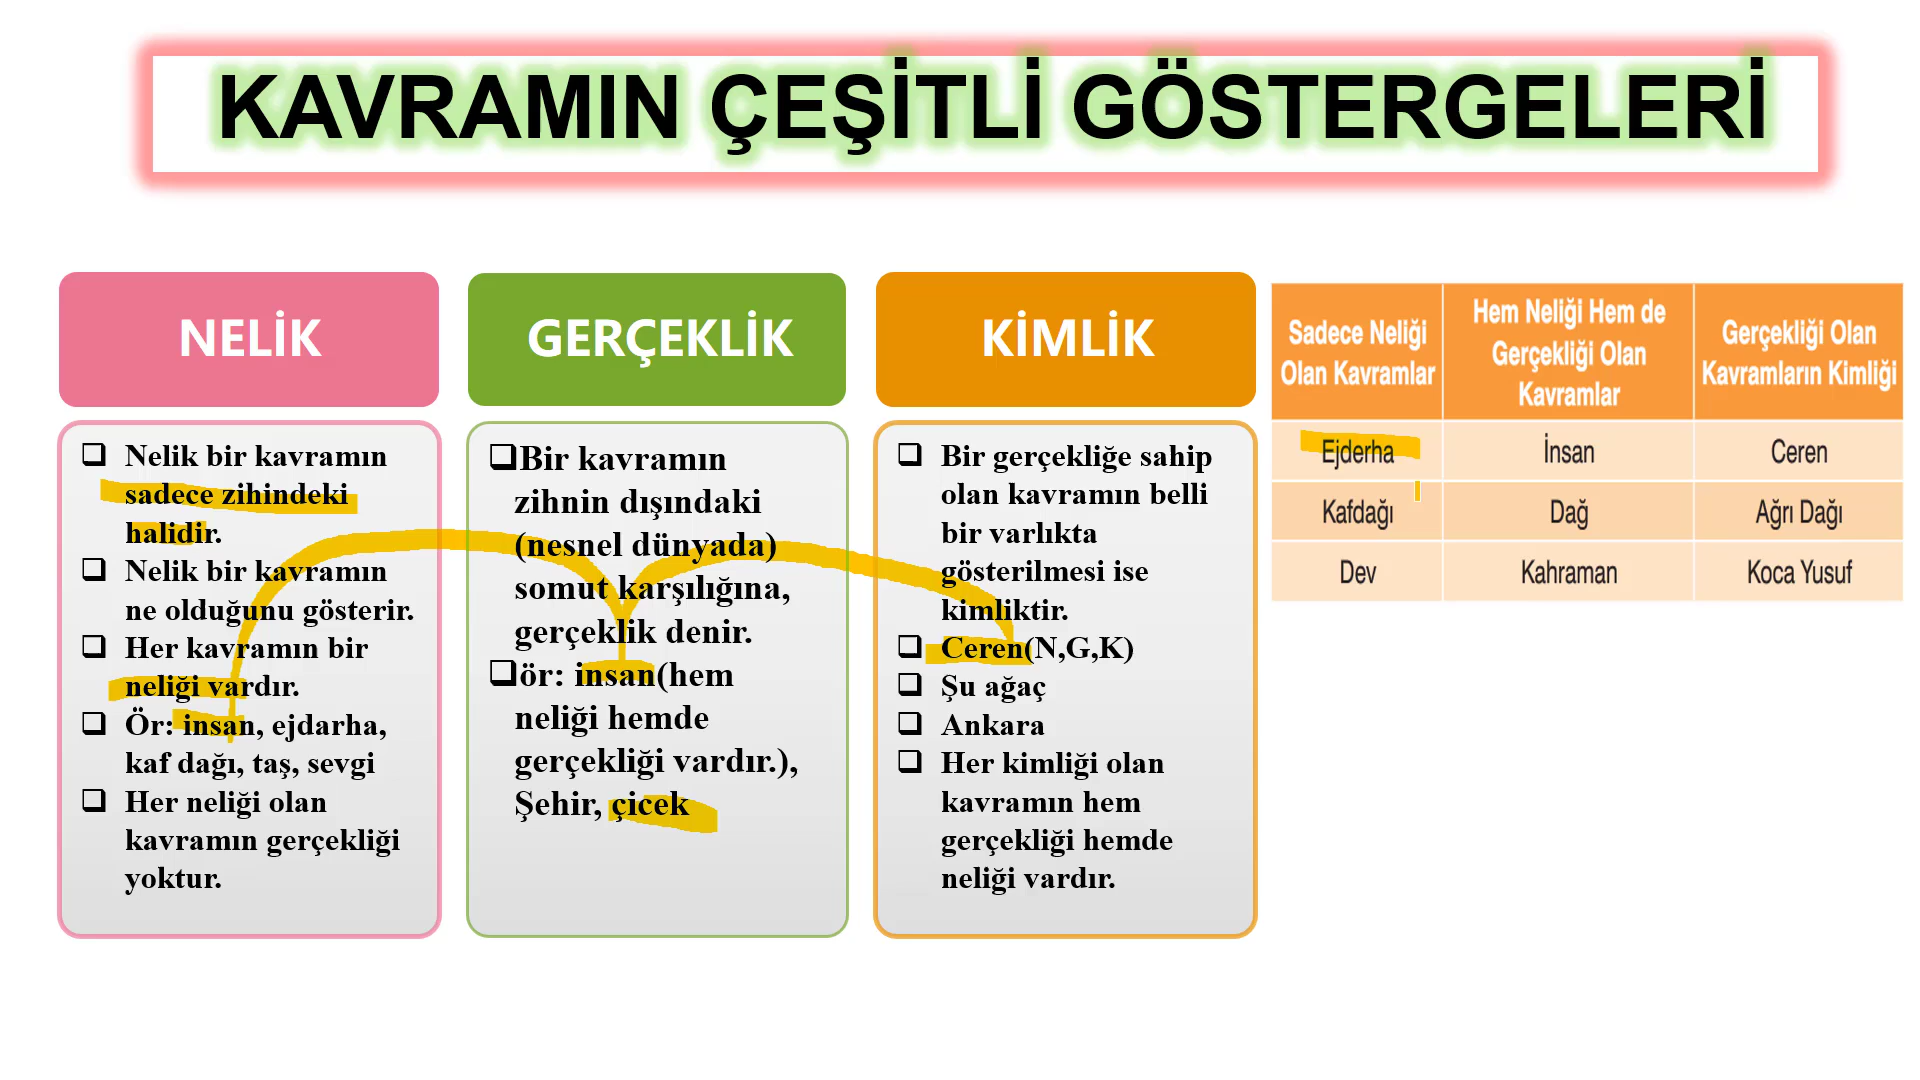 KAVRAMIN ÇEŞİTLİ GÖSTERGELERİ
NELİK
❑ Nelik bir kavramın
sadece zihindeki
halidir.
❑ Nelik bir kavramın
ne olduğunu gösterir.
❑ Her kavramın bir
neliği vardır.
❑ Ör: insan, ejdarha,
kaf dağı, taş, sevgi
❑ Her neliği olan
kavramın gerçekliği
yoktur.
GERÇEKLİK
❑Bir kavramın
zihnin dışındaki
(nesnel dünyada)
somut karşılığına,
gerçeklik denir.
❑ör: insan(hem
neliği hemde
gerçekliği vardır.),
Şehir, çicek
KİMLİK
❑ Bir gerçekliğe sahip
olan kavramın belli
bir varlıkta
gösterilmesi ise
kimliktir.
❑ Ceren(N,G,K)
❑ Şu ağaç
❑ Ankara
❑ Her kimliği olan
kavramın hem
gerçekliği hemde
neliği vardır.
Sadece Neliği
Olan Kavramlar
Hem Neliği Hem de
Gerçekliği Olan
Kavramlar
Gerçekliği Olan
Kavramların Kimliği
Ejderha İnsan Ceren
Kafdağı Dağ Ağrı Dağı
Dev Kahraman Koca Yusuf